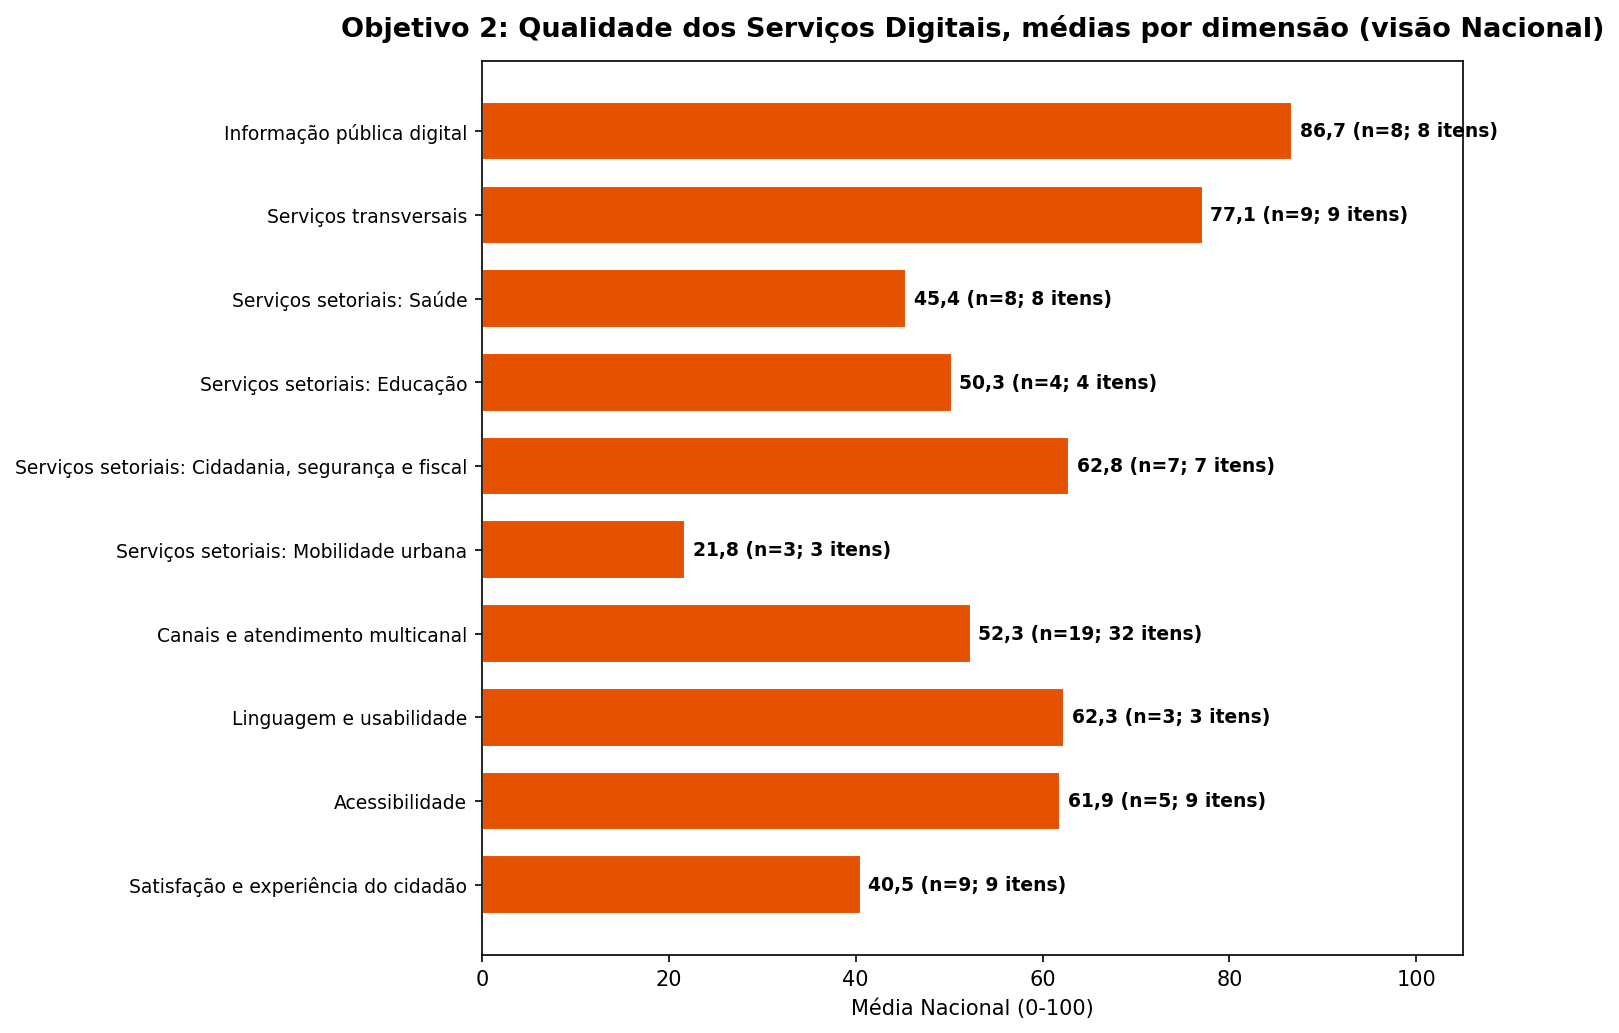 Objetivo 2: Qualidade dos Serviços Digitais, médias por dimensão (visão Nacional)
Informação pública digital 86,7 (n=8; 8 itens)
Serviços transversais 77,1 (n=9; 9 itens)
Serviços setoriais: Saúde 45,4 (n=8; 8 itens)
Serviços setoriais: Educação 50,3 (n=4; 4 itens)
Serviços setoriais: Cidadania, segurança e fiscal 62,8 (n=7; 7 itens)
Serviços setoriais: Mobilidade urbana 21,8 (n=3; 3 itens)
Canais e atendimento multicanal 52,3 (n=19; 32 itens)
Linguagem e usabilidade 62,3 (n=3; 3 itens)
Acessibilidade 61,9 (n=5; 9 itens)
Satisfação e experiência do cidadão 40,5 (n=9; 9 itens)
0 20 40 60 80 100
Média Nacional (0-100)